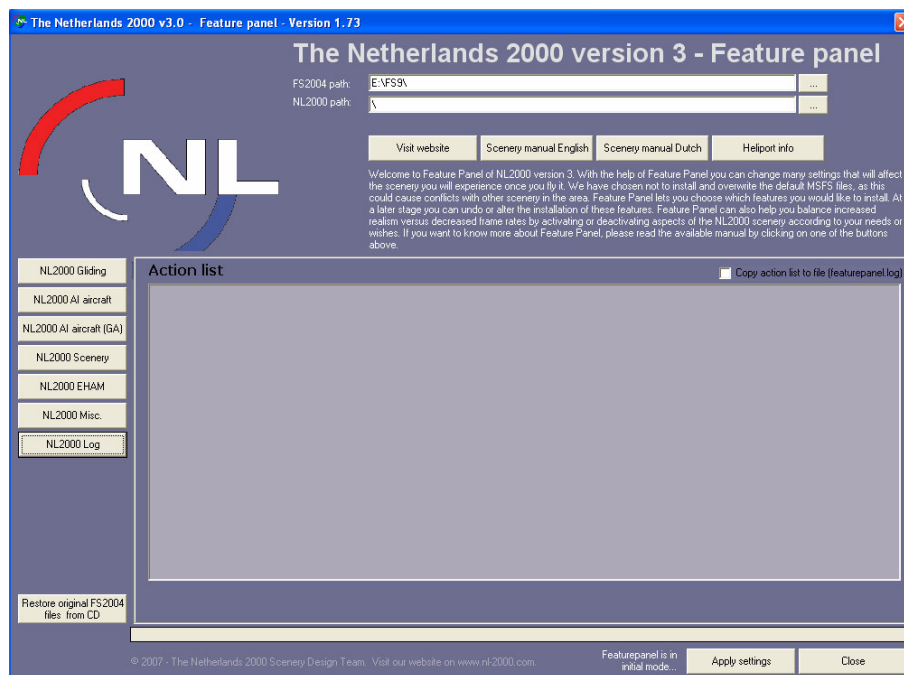 The Netherlands 2000 v3.0 - Feature panel - Version 1.73
The Netherlands 2000 version 3 - Feature panel
FS2004 path:
E:\FS9\
...
NL2000 path:
\
...
NL
Visit website
Scenery manual English
Scenery manual Dutch
Heliport info
Welcome to Feature Panel of NL2000 version 3. With the help of Feature Panel you can change many settings that will affect
the scenery you will experience once you fly it. We have chosen not to install and overwrite the default MSFS files, as this
could cause conflicts with other scenery in the area. Feature Panel lets you choose which features you would like to install. At
a later stage you can undo or alter the installation of these features. Feature Panel can also help you balance increased
realism versus decreased frame rates by activating or deactivating aspects of the NL2000 scenery according to your needs or
wishes. If you want to know more about Feature Panel, please read the available manual by clicking on one of the buttons
above.
NL2000 Gliding
NL2000 AI aircraft
NL2000 AI aircraft (GA)
NL2000 Scenery
NL2000 EHAM
NL2000 Misc.
NL2000 Log
Action list
Copy action list to file (featurepanel.log)
Restore original FS2004
files from CD
© 2007 - The Netherlands 2000 Scenery Design Team. Visit our website on www.nl-2000.com.
Featurepanel is in
initial mode...
Apply settings
Close